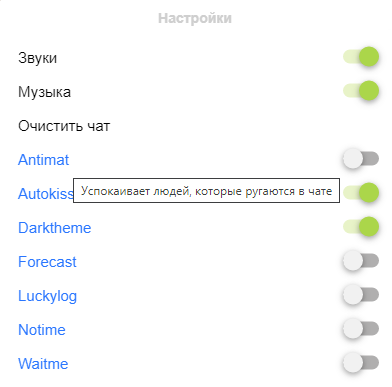 Настройки
Звуки
Музыка
Очистить чат
Antimat
Успокаивает людей, которые ругаются в чате
Autokiss
Darktheme
Forecast
Luckylog
Notime
Waitme